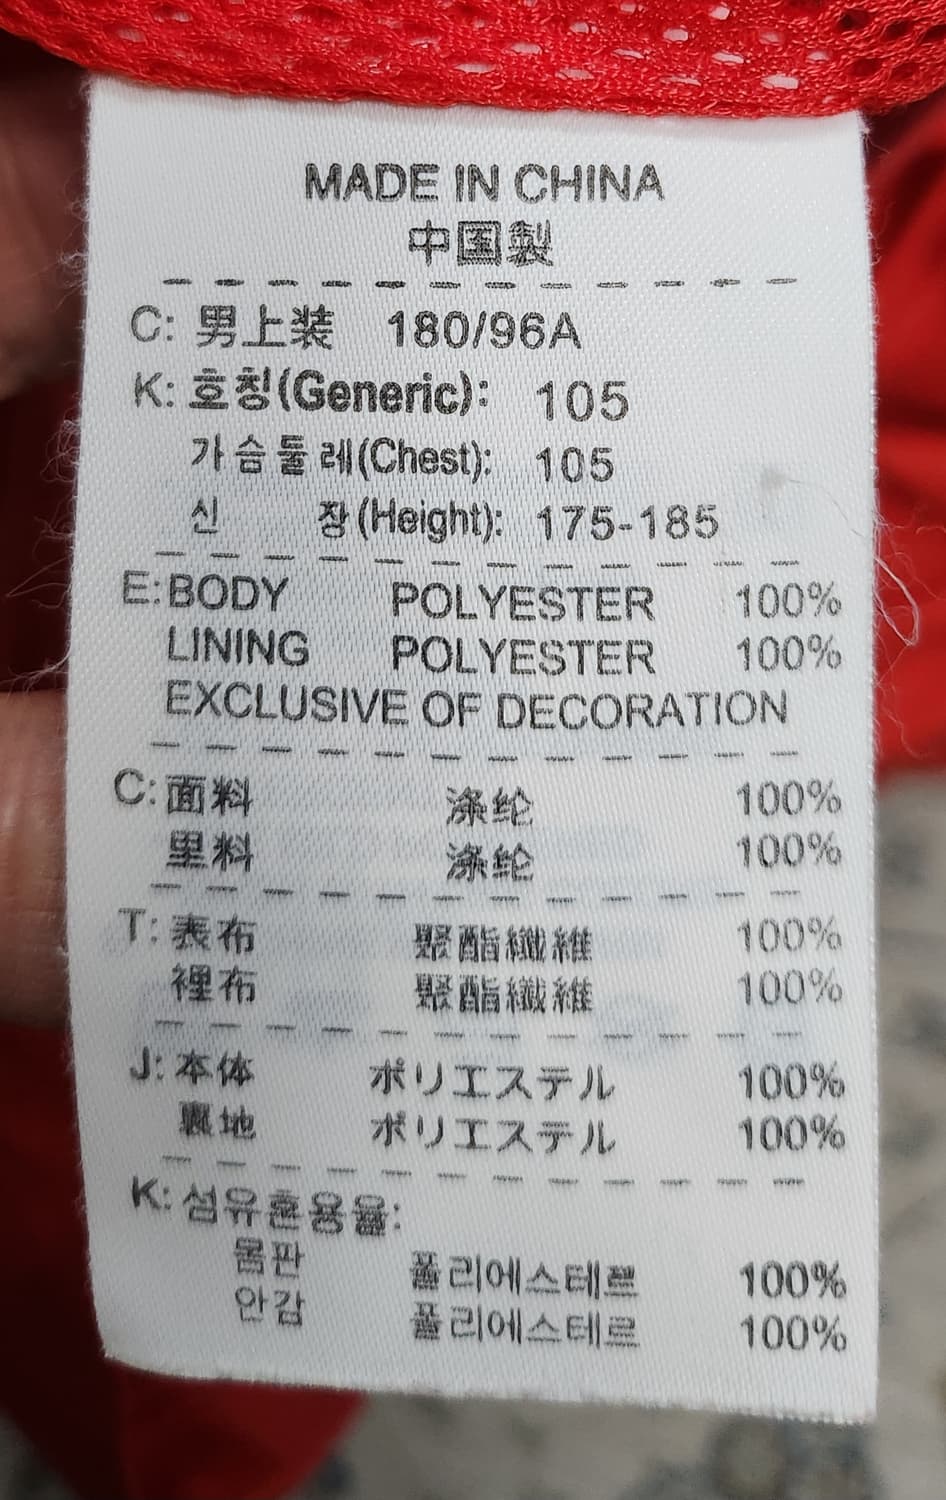 MADE IN CHINA
中国製
C: 男上装 180/96A
K: 호칭(Generic): 105
가슴둘레(Chest): 105
신 장(Height): 175-185
E: BODY POLYESTER 100%
LINING POLYESTER 100%
EXCLUSIVE OF DECORATION
C: 面料 涤纶 100%
里料 涤纶 100%
T: 表布 聚酯纖維 100%
裡布 聚酯纖維 100%
J: 本体 ポリエステル 100%
裏地 ポリエステル 100%
K: 섬유혼용율:
몸판 폴리에스테르 100%
안감 폴리에스테르 100%